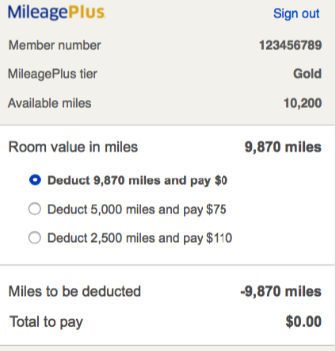 MileagePlus Sign out
Member number 123456789
MileagePlus tier Gold
Available miles 10,200
Room value in miles 9,870 miles
Deduct 9,870 miles and pay $0
Deduct 5,000 miles and pay $75
Deduct 2,500 miles and pay $110
Miles to be deducted -9,870 miles
Total to pay $0.00